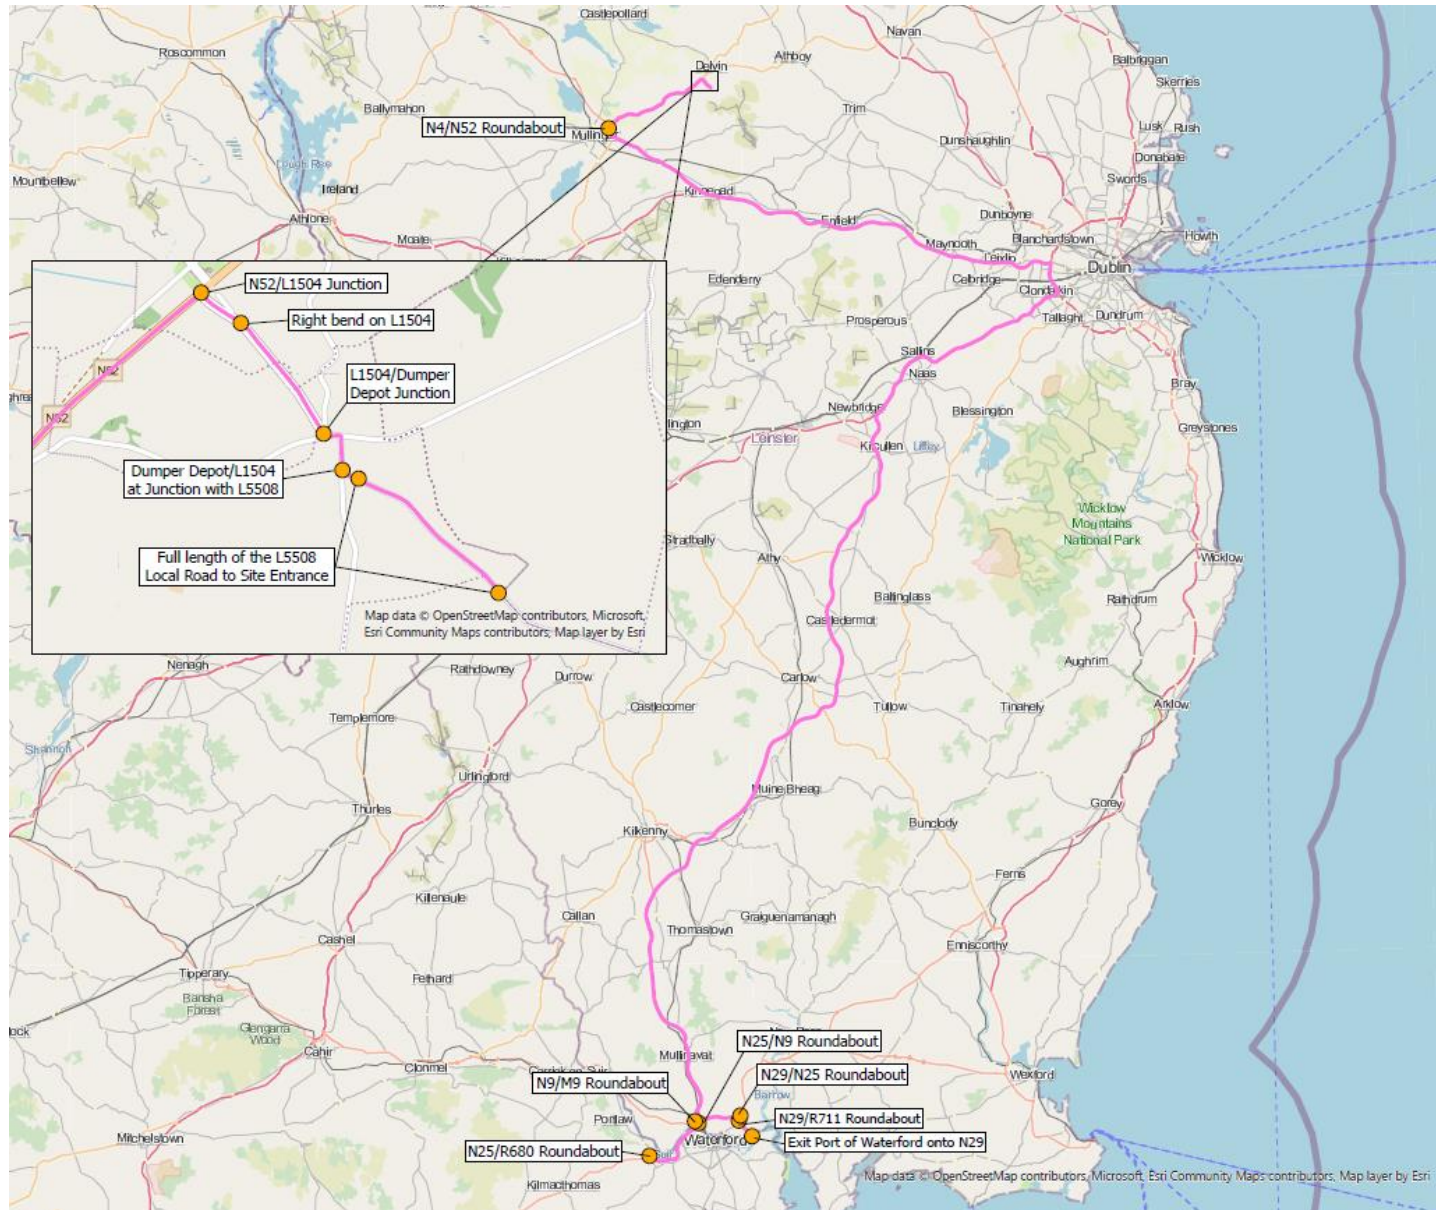 Castlepollard
Navan
Roscommon
Athboy
Balbriggan
Delvin
Skerries
Ballymahon
Trim
N4/N52 Roundabout
Lusk
Rush
Dunshaughlin
Donabate
Lough Ree
Swords
Mountbellew
Ireland
Kinnegad
Athlone
Enfield
Dunboyne
Howth
Moate
Maynooth
Blanchardstown
Leixlip
Dublin
Edenderry
Celbridge
Clondalkin
N52/L1504 Junction
Right bend on L1504
Prosperous
Tallaght
Dundrum
Sallins
Naas
N52
L1504/Dumper
Depot Junction
Bray
N52
Newbridge
Blessington
Greystones
Leinster
Kilcullen
Liffey
Dumper Depot/L1504
at Junction with L5508
Wicklow
Mountains
National Park
Full length of the L5508
Local Road to Site Entrance
Stradbally
Athy
Wicklow
Baltinglass
Rathdrum
Map data © OpenStreetMap contributors, Microsoft,
Esri Community Maps contributors, Map layer by Esri
Castledermot
Nenagh
Rathdowney
Durrow
Carlow
Aughrim
Templemore
Castlecomer
Tullow
Tinahely
Arklow
Shannon
Urlingford
Muine Bheag
Thurles
Gorey
Kilkenny
Bunclody
Ferns
Killenaule
Callan
Graiguenamanagh
Thomastown
Cashel
Enniscorthy
Tipperary
Fethard
Bansha
Forest
Glengarra
Wood
Cahir
Mullinavat
N25/N9 Roundabout
Clonmel
Carrick on Suir
Wexford
N9/M9 Roundabout
N29/N25 Roundabout
Barrow
Portlaw
N29/R711 Roundabout
Mitchelstown
Waterford
Exit Port of Waterford onto N29
N25/R680 Roundabout
Suir
Kilmacthomas
Map data © OpenStreetMap contributors, Microsoft, Esri Community Maps contributors, Map layer by Esri